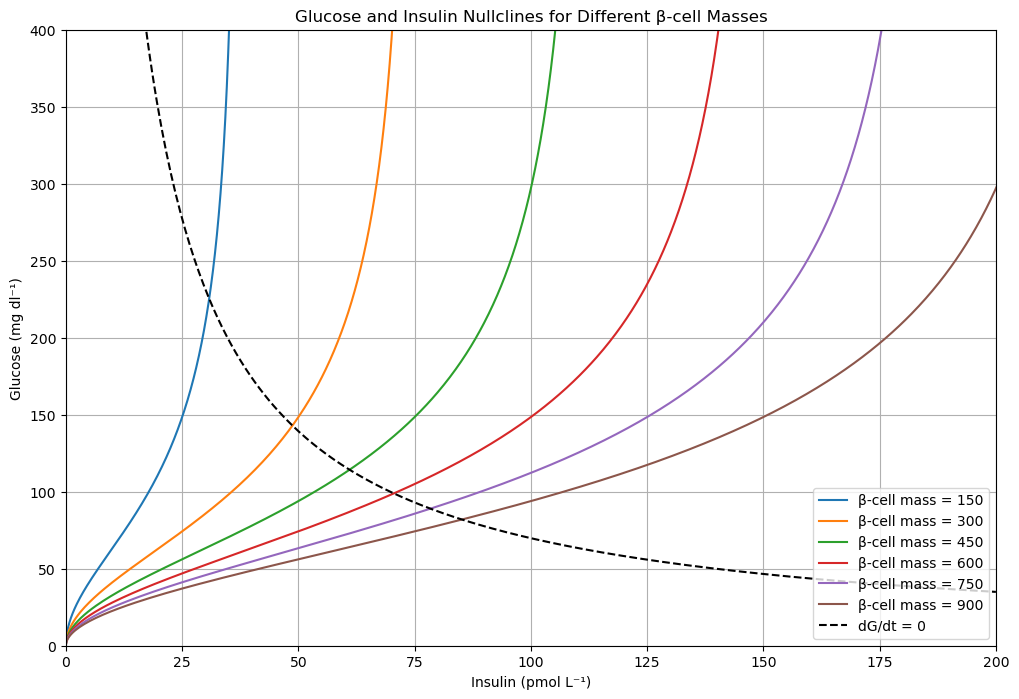 Glucose and Insulin Nullclines for Different β-cell Masses
Glucose (mg dl⁻¹)
400
350
300
250
200
150
100
50
0
0 25 50 75 100 125 150 175 200
Insulin (pmol L⁻¹)
β-cell mass = 150
β-cell mass = 300
β-cell mass = 450
β-cell mass = 600
β-cell mass = 750
β-cell mass = 900
dG/dt = 0